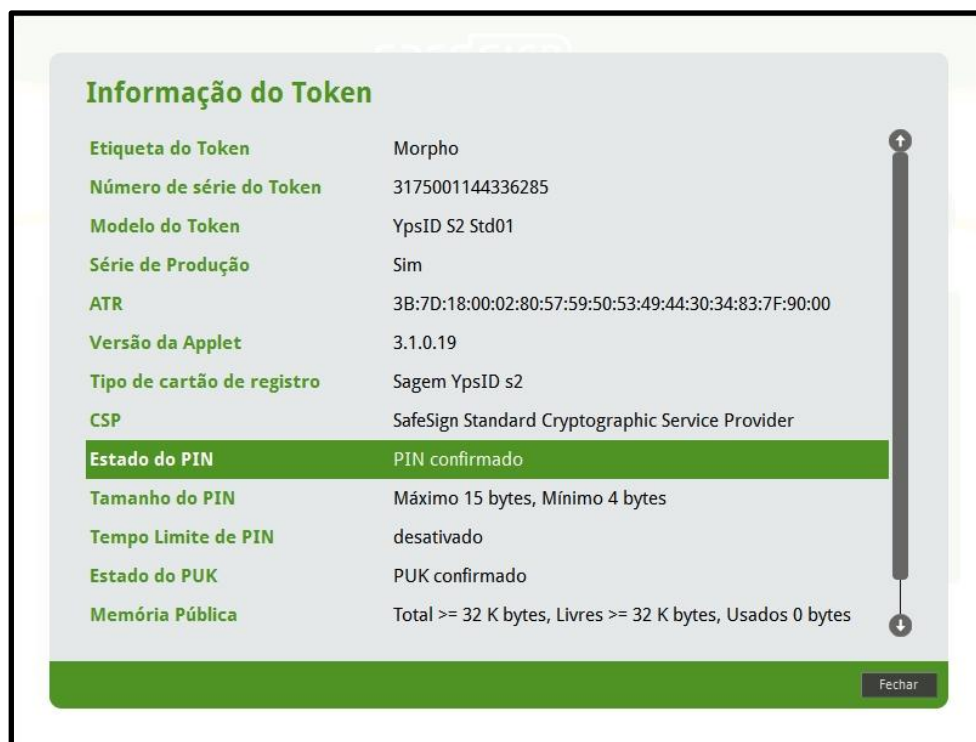 Informação do Token
Etiqueta do Token Morpho
Número de série do Token 3175001144336285
Modelo do Token YpsID S2 Std01
Série de Produção Sim
ATR 3B:7D:18:00:02:80:57:59:50:53:49:44:30:34:83:7F:90:00
Versão da Applet 3.1.0.19
Tipo de cartão de registro Sagem YpsID s2
CSP SafeSign Standard Cryptographic Service Provider
Estado do PIN PIN confirmado
Tamanho do PIN Máximo 15 bytes, Mínimo 4 bytes
Tempo Limite de PIN desativado
Estado do PUK PUK confirmado
Memória Pública Total >= 32 K bytes, Livres >= 32 K bytes, Usados 0 bytes
Fechar